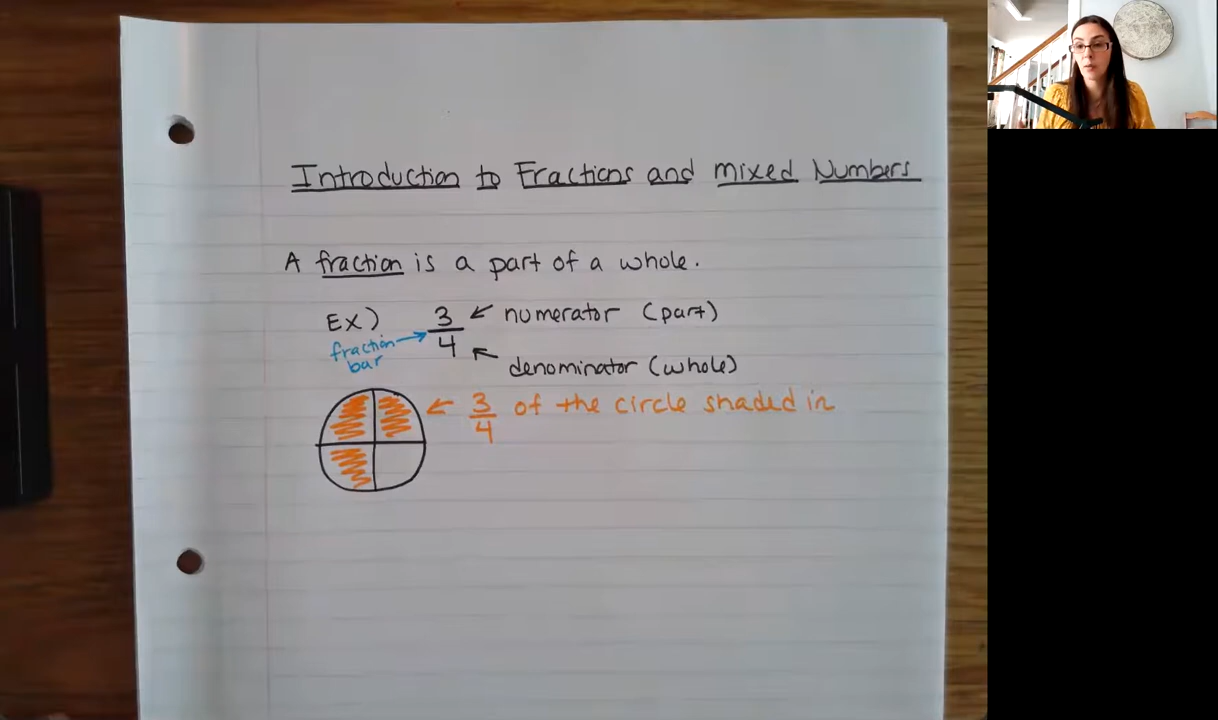 Introduction to Fractions and mixed Numbers
A fraction is a part of a whole.
EX) 3/4 ← numerator (part)
fraction bar →
← denominator (whole)
← 3/4 of the circle shaded in